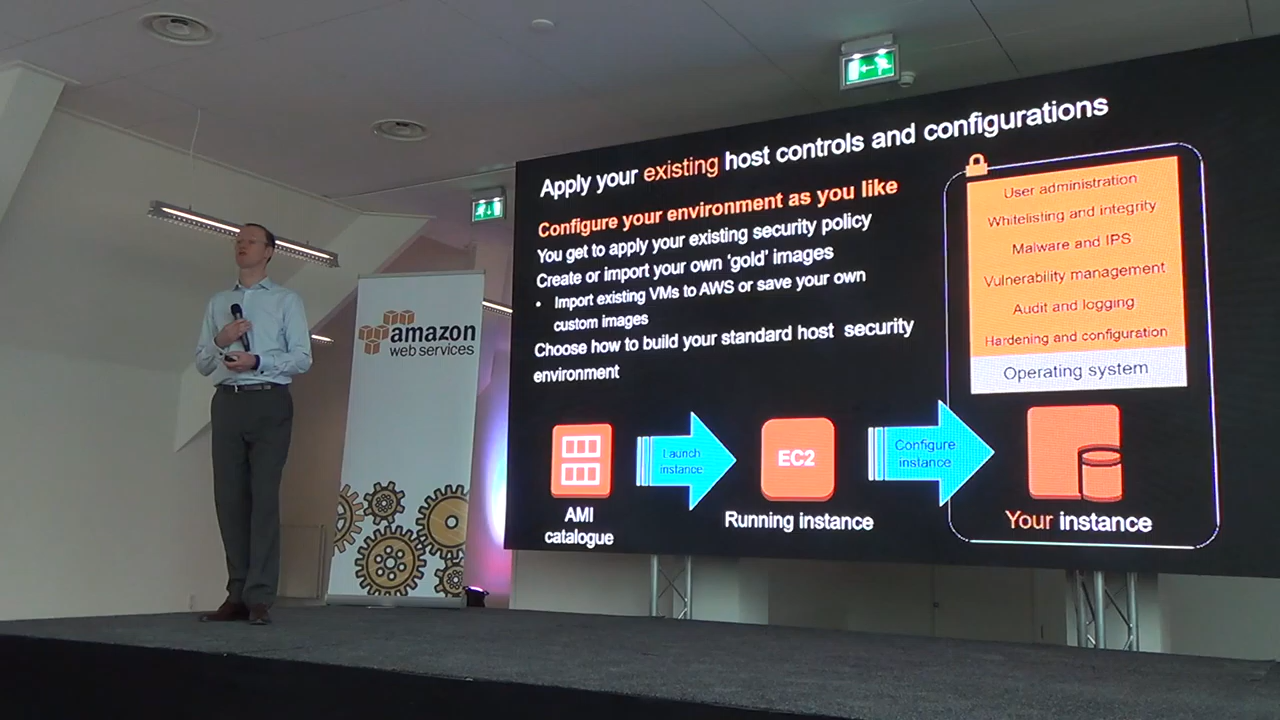 amazon
web services
Apply your existing host controls and configurations
Configure your environment as you like
You get to apply your existing security policy
Create or import your own ‘gold’ images
• Import existing VMs to AWS or save your own
custom images
Choose how to build your standard host security
environment
User administration
Whitelisting and integrity
Malware and IPS
Vulnerability management
Audit and logging
Hardening and configuration
Operating system
Launch
instance
EC2
Configure
instance
AMI
catalogue
Running instance
Your instance